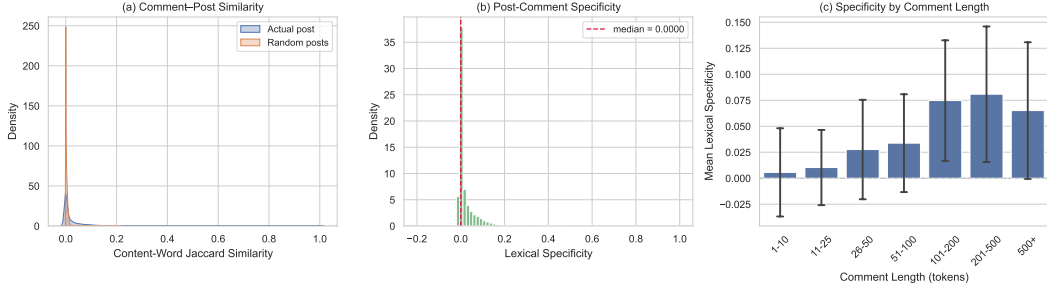 (a) Comment–Post Similarity
Actual post
Random posts
250
200
150
100
50
0
Density
0.0 0.2 0.4 0.6 0.8 1.0
Content-Word Jaccard Similarity
(b) Post-Comment Specificity
median = 0.0000
35
30
25
20
15
10
5
0
Density
−0.2 0.0 0.2 0.4 0.6 0.8 1.0
Lexical Specificity
(c) Specificity by Comment Length
0.150
0.125
0.100
0.075
0.050
0.025
0.000
−0.025
Mean Lexical Specificity
1-10 11-25 26-50 51-100 101-200 201-500 500+
Comment Length (tokens)